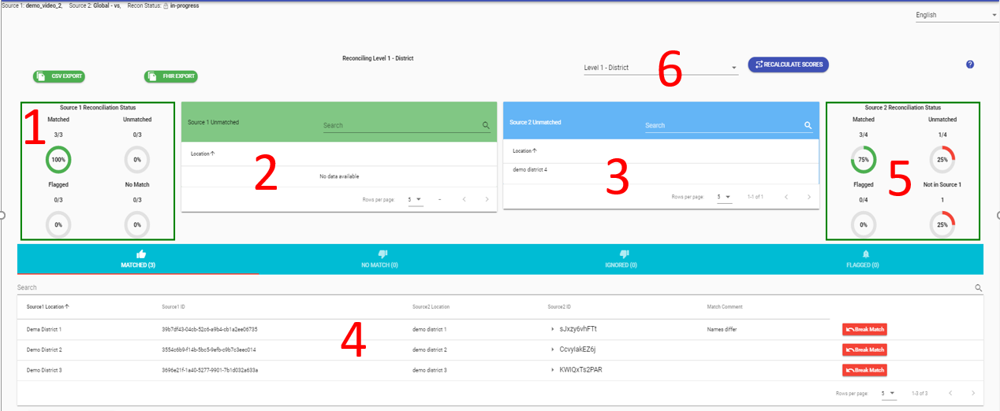 Source 1: demo_video_2, Source 2: Global - vs, Recon Status: in-progress
English
Reconciling Level 1 - District
Level 1 - District
6
RECALCULATE SCORES
?
CSV EXPORT
FHIR EXPORT
1
Source 1 Reconciliation Status
Matched Unmatched
3/3 0/3
100% 0%
Flagged No Match
0/3 0/3
0% 0%
Source 1 Unmatched
Search
Location
2
No data available
Rows per page: 5 –
Source 2 Unmatched
Search
Location
demo district 4
3
Rows per page: 5 1-1 of 1
Source 2 Reconciliation Status
Matched Unmatched
3/4 1/4
75% 25%
5
Flagged Not in Source 1
0/4 1
0% 25%
MATCHED (3) NO MATCH (0) IGNORED (0) FLAGGED (0)
Search
Source1 Location Source1 ID Source2 Location Source2 ID Match Comment
4
Dema District 1 39b7df43-04cb-52c6-a9b4-cb1a2ee06735 demo district 1 sJxzy6vhFTt Names differ Break Match
Demo District 2 3554c6b9-f14b-5bc5-9efb-c9b7c3eec014 demo district 2 CcvyIakEZ6j Break Match
Demo District 3 3696e21f-1a40-5277-9901-7b1d032a633a demo district 3 KWIQxTs2PAR Break Match
Rows per page: 5 1-3 of 3